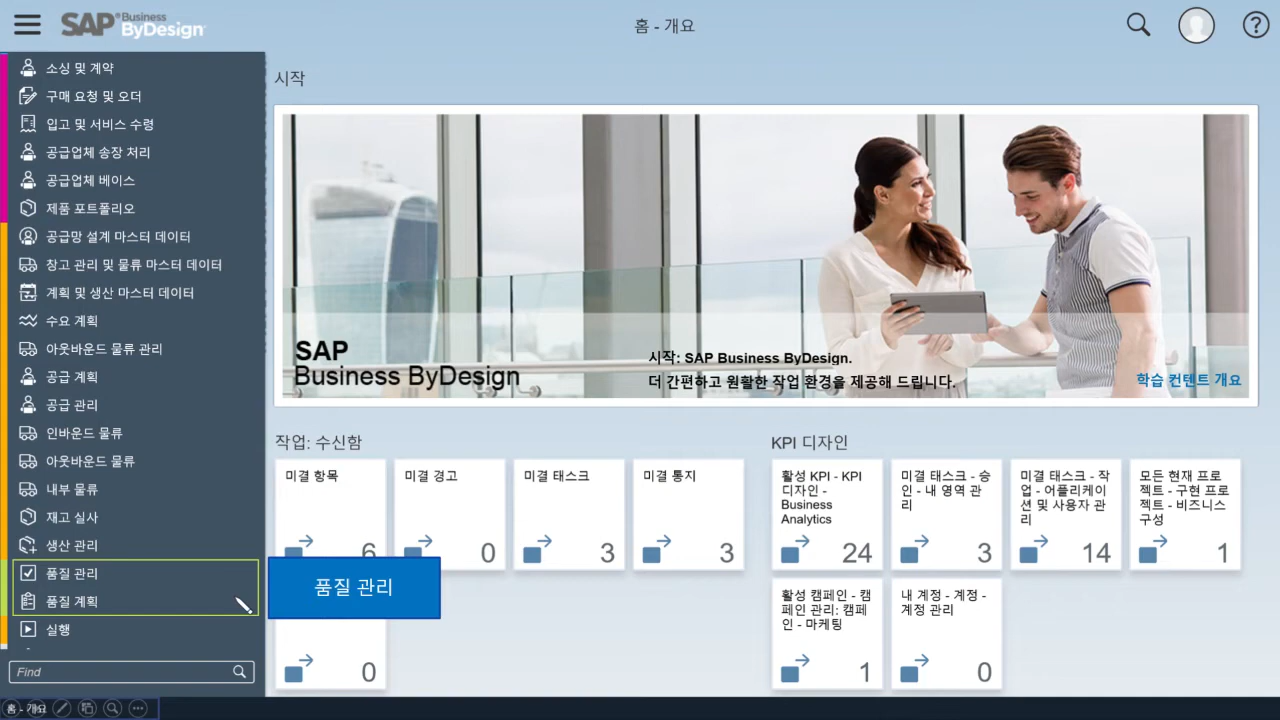 SAP Business ByDesign
홈 - 개요
소싱 및 계약
구매 요청 및 오더
입고 및 서비스 수령
공급업체 송장 처리
공급업체 베이스
제품 포트폴리오
공급망 설계 마스터 데이터
창고 관리 및 물류 마스터 데이터
계획 및 생산 마스터 데이터
수요 계획
아웃바운드 물류 관리
공급 계획
공급 관리
인바운드 물류
아웃바운드 물류
내부 물류
재고 실사
생산 관리
품질 관리
품질 계획
실행
Find
홈 - 개요
시작
SAP
Business ByDesign
시작: SAP Business ByDesign.
더 간편하고 원활한 작업 환경을 제공해 드립니다.
학습 컨텐트 개요
작업: 수신함
미결 항목
6
미결 경고
0
미결 태스크
3
미결 통지
3
품질 관리
0
KPI 디자인
활성 KPI - KPI
디자인 -
Business
Analytics
24
미결 태스크 - 승
인 - 내 영역 관
리
3
미결 태스크 - 작
업 - 어플리케이
션 및 사용자 관
리
14
모든 현재 프로
젝트 - 구현 프로
젝트 - 비즈니스
구성
1
활성 캠페인 - 캠
페인 관리: 캠페
인 - 마케팅
1
내 계정 - 계정 -
계정 관리
0